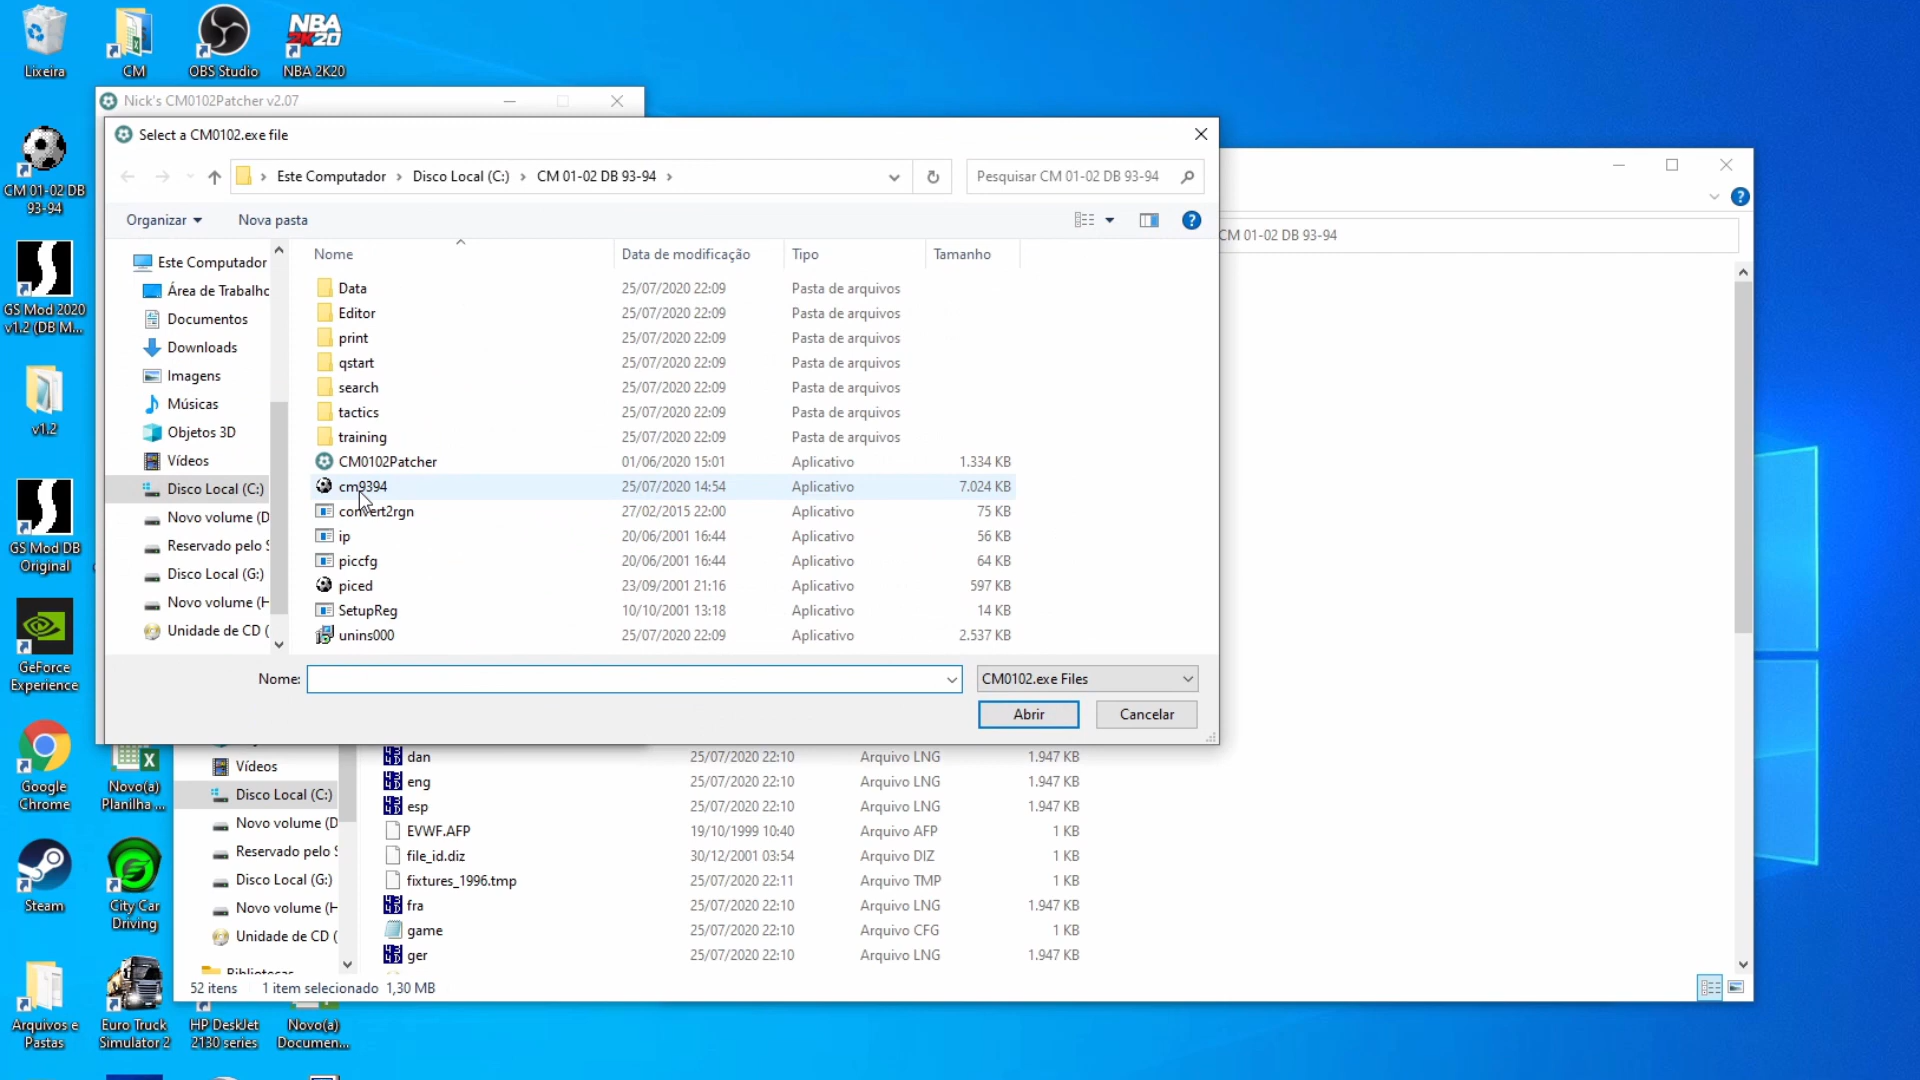 Lixeira
CM
OBS Studio
NBA 2K20
CM 01-02 DB
93-94
GS Mod 2020
v1.2 (DB M...
v1.2
GS Mod DB
Original
GeForce
Experience
Google
Chrome
Novo(a)
Planilha ...
Steam
City Car
Driving
Arquivos e
Pastas
Euro Truck
Simulator 2
HP DeskJet
2130 series
Novo(a)
Documen...
Nick's CM0102Patcher v2.07
Select a CM0102.exe file
Este Computador > Disco Local (C:) > CM 01-02 DB 93-94 >
Pesquisar CM 01-02 DB 93-94
Organizar
Nova pasta
Este Computador
Área de Trabalho
Documentos
Downloads
Imagens
Músicas
Objetos 3D
Vídeos
Disco Local (C:)
Novo volume (D
Reservado pelo S
Disco Local (G:)
Novo volume (H
Unidade de CD (
Nome Data de modificação Tipo Tamanho
Data 25/07/2020 22:09 Pasta de arquivos
Editor 25/07/2020 22:09 Pasta de arquivos
print 25/07/2020 22:09 Pasta de arquivos
qstart 25/07/2020 22:09 Pasta de arquivos
search 25/07/2020 22:09 Pasta de arquivos
tactics 25/07/2020 22:09 Pasta de arquivos
training 25/07/2020 22:09 Pasta de arquivos
CM0102Patcher 01/06/2020 15:01 Aplicativo 1.334 KB
cm9394 25/07/2020 14:54 Aplicativo 7.024 KB
convert2rgn 27/02/2015 22:00 Aplicativo 75 KB
ip 20/06/2001 16:44 Aplicativo 56 KB
piccfg 20/06/2001 16:44 Aplicativo 64 KB
piced 23/09/2001 21:16 Aplicativo 597 KB
SetupReg 10/10/2001 13:18 Aplicativo 14 KB
unins000 25/07/2020 22:09 Aplicativo 2.537 KB
Nome:
CM0102.exe Files
Abrir
Cancelar
CM 01-02 DB 93-94
Vídeos
Disco Local (C:)
Novo volume (D
Reservado pelo S
Disco Local (G:)
Novo volume (H
Unidade de CD (
Bibliotecas
dan 25/07/2020 22:10 Arquivo LNG 1.947 KB
eng 25/07/2020 22:10 Arquivo LNG 1.947 KB
esp 25/07/2020 22:10 Arquivo LNG 1.947 KB
EVWF.AFP 19/10/1999 10:40 Arquivo AFP 1 KB
file_id.diz 30/12/2001 03:54 Arquivo DIZ 1 KB
fixtures_1996.tmp 25/07/2020 22:11 Arquivo TMP 1 KB
fra 25/07/2020 22:10 Arquivo LNG 1.947 KB
game 25/07/2020 22:10 Arquivo CFG 1 KB
ger 25/07/2020 22:10 Arquivo LNG 1.947 KB
52 itens 1 item selecionado 1,30 MB